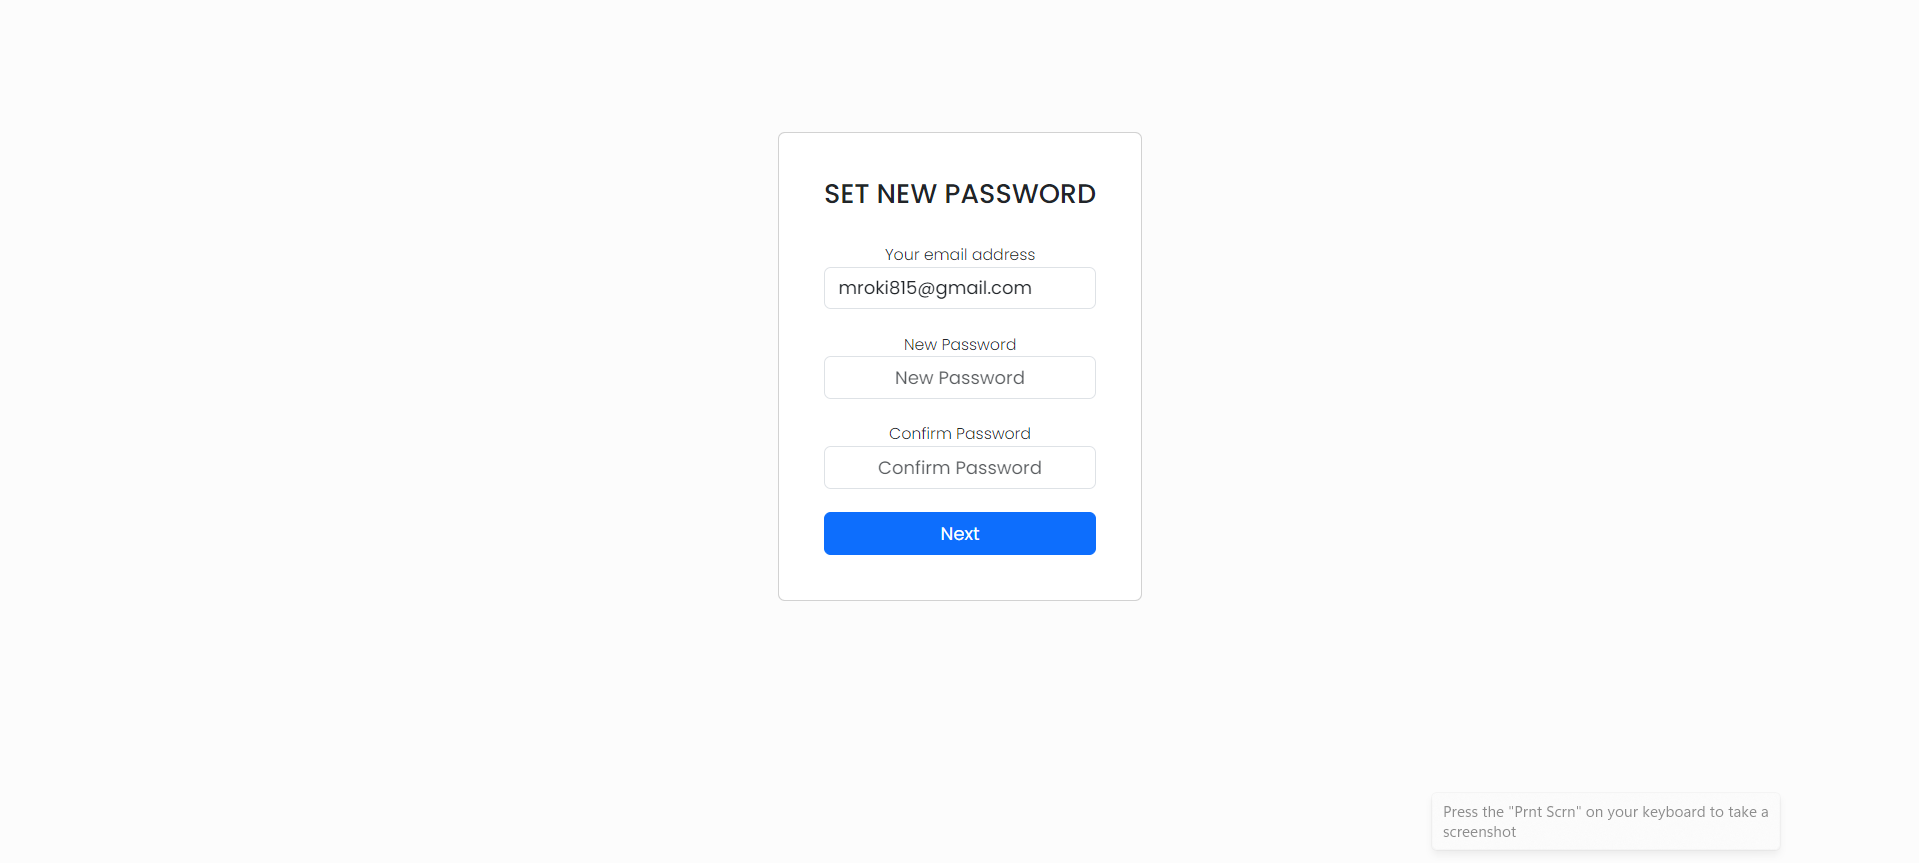 SET NEW PASSWORD
Your email address
mroki815@gmail.com
New Password
New Password
Confirm Password
Confirm Password
Next
Press the "Prnt Scrn" on your keyboard to take a
screenshot